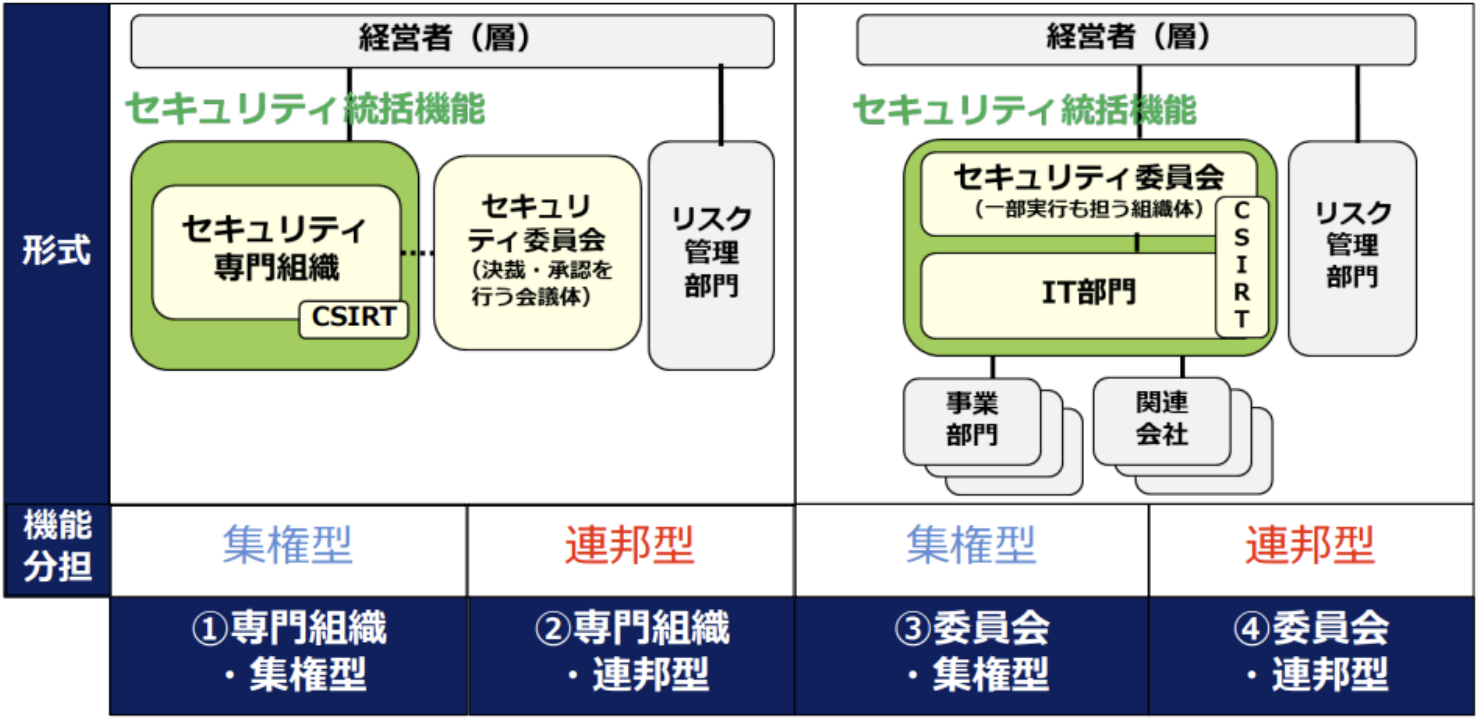 形式
経営者（層）
セキュリティ統括機能
セキュリティ
専門組織
CSIRT
セキュリ
ティ委員会
（決裁・承認を
行う会議体）
リスク
管理
部門
経営者（層）
セキュリティ統括機能
セキュリティ委員会
（一部実行も担う組織体）
IT部門
C
S
I
R
T
リスク
管理
部門
事業
部門
関連
会社
機能
分担
集権型
連邦型
集権型
連邦型
①専門組織
・集権型
②専門組織
・連邦型
③委員会
・集権型
④委員会
・連邦型